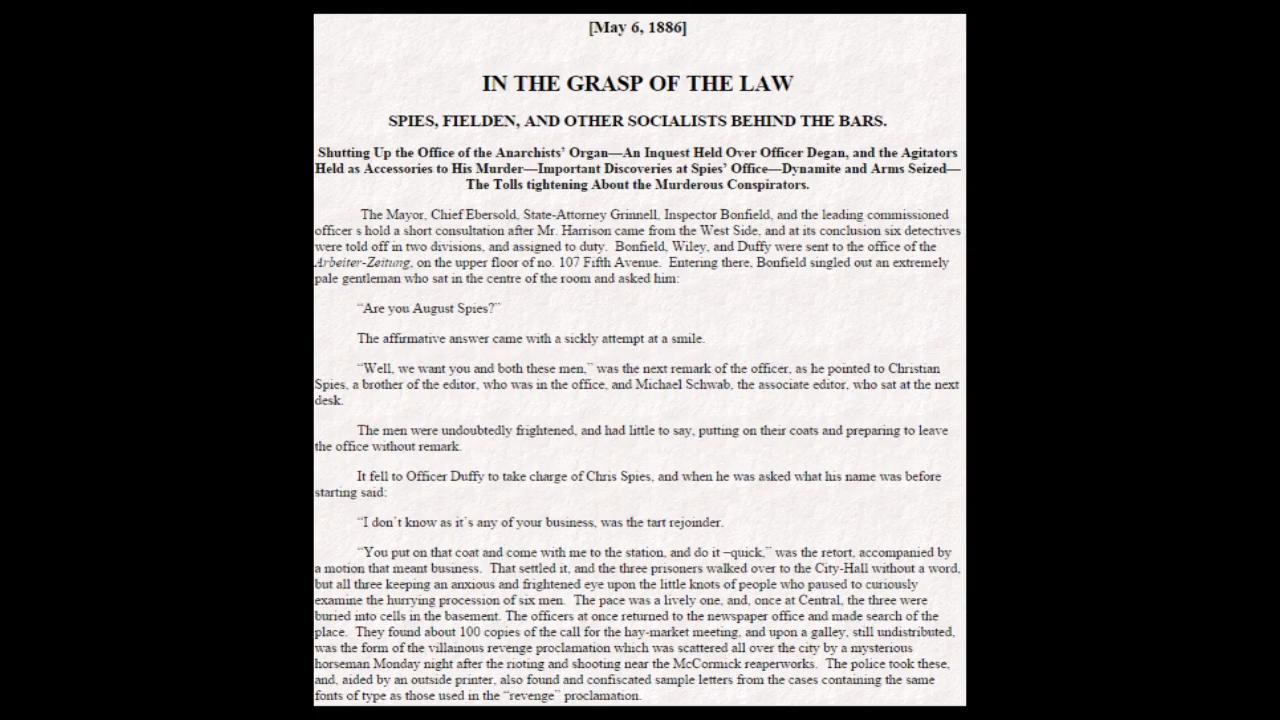 [May 6, 1886]
IN THE GRASP OF THE LAW
SPIES, FIELDEN, AND OTHER SOCIALISTS BEHIND THE BARS.
Shutting Up the Office of the Anarchists’ Organ—An Inquest Held Over Officer Degan, and the Agitators
Held as Accessories to His Murder—Important Discoveries at Spies’ Office—Dynamite and Arms Seized—
The Tolls tightening About the Murderous Conspirators.
The Mayor, Chief Ebersold, State-Attorney Grinnell, Inspector Bonfield, and the leading commissioned
officer s hold a short consultation after Mr. Harrison came from the West Side, and at its conclusion six detectives
were told off in two divisions, and assigned to duty.  Bonfield, Wiley, and Duffy were sent to the office of the
Arbeiter-Zeitung, on the upper floor of no. 107 Fifth Avenue.  Entering there, Bonfield singled out an extremely
pale gentleman who sat in the centre of the room and asked him:
“Are you August Spies?”
The affirmative answer came with a sickly attempt at a smile.
“Well, we want you and both these men,” was the next remark of the officer, as he pointed to Christian
Spies, a brother of the editor, who was in the office, and Michael Schwab, the associate editor, who sat at the next
desk.
The men were undoubtedly frightened, and had little to say, putting on their coats and preparing to leave
the office without remark.
It fell to Officer Duffy to take charge of Chris Spies, and when he was asked what his name was before
starting said:
“I don’t know as it’s any of your business, was the tart rejoinder.
“You put on that coat and come with me to the station, and do it –quick,” was the retort, accompanied by
a motion that meant business.  That settled it, and the three prisoners walked over to the City-Hall without a word,
but all three keeping an anxious and frightened eye upon the little knots of people who paused to curiously
examine the hurrying procession of six men.  The pace was a lively one, and, once at Central, the three were
buried into cells in the basement. The officers at once returned to the newspaper office and made search of the
place.  They found about 100 copies of the call for the hay-market meeting, and upon a galley, still undistributed,
was the form of the villainous revenge proclamation which was scattered all over the city by a mysterious
horseman Monday night after the rioting and shooting near the McCormick reaperworks.  The police took these,
and, aided by an outside printer, also found and confiscated sample letters from the cases containing the same
fonts of type as those used in the “revenge” proclamation.